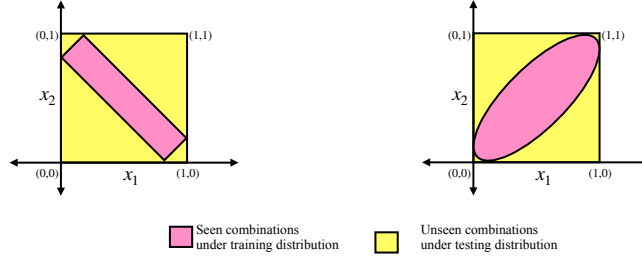 (0,1) (1,1)
x2
(0,0) x1 (1,0)
(0,1) (1,1)
x2
(0,0) x1 (1,0)
Seen combinations
under training distribution
Unseen combinations
under testing distribution